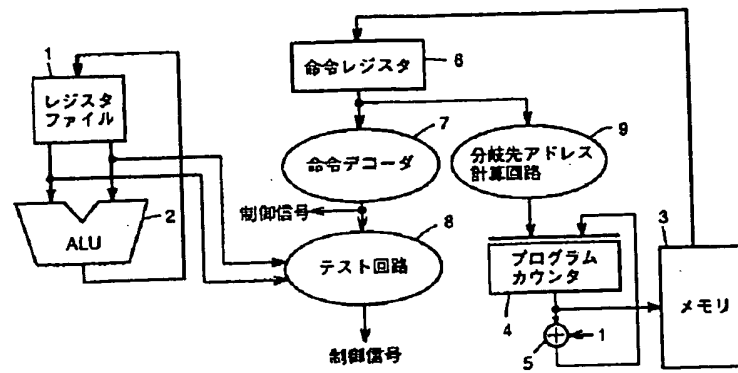 1
レジスタ
ファイル
2
ALU
命令レジスタ
6
命令デコーダ
7
分岐先アドレス
計算回路
9
制御信号
テスト回路
8
制御信号
プログラム
カウンタ
4
5
1
3
メモリ